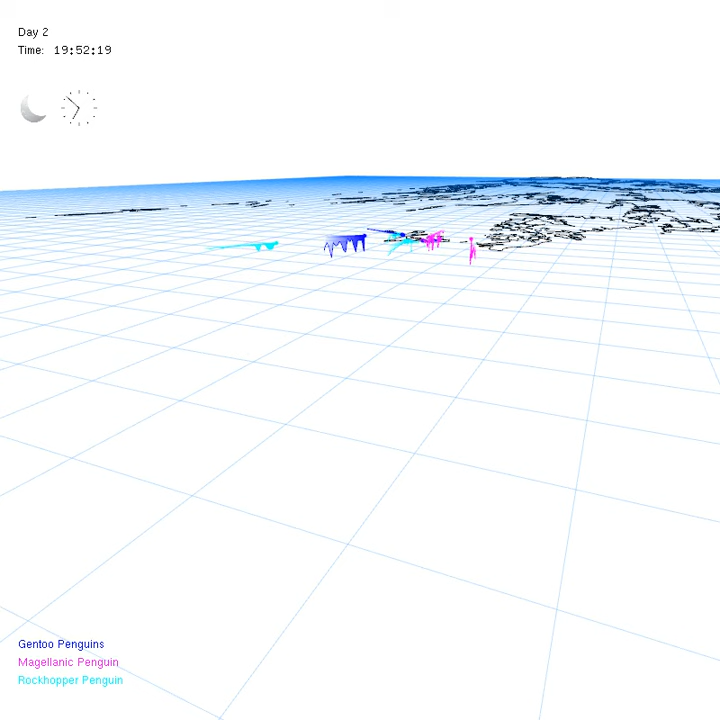 Day 2
Time: 19:52:19
Gentoo Penguins
Magellanic Penguin
Rockhopper Penguin